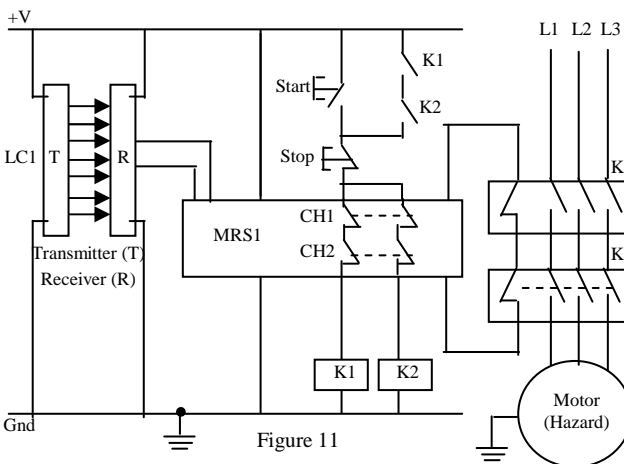 +V
L1 L2 L3
K1
Start
K2
LC1
T
R
Stop
K
CH1
MRS1
CH2
Transmitter (T)
Receiver (R)
K
K1
K2
Motor
(Hazard)
Gnd
Figure 11